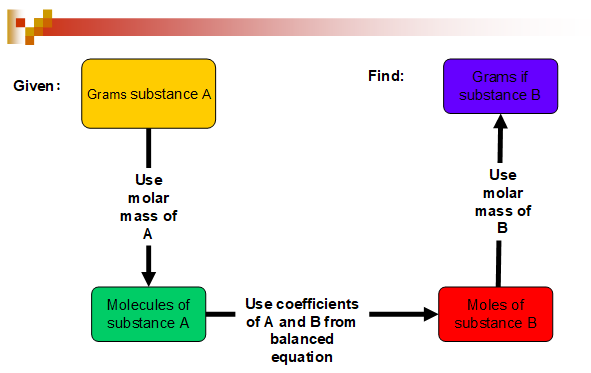 Given:
Grams substance A
Find:
Grams if
substance B
Use
molar
mass of
A
Use
molar
mass of
B
Molecules of
substance A
Use coefficients
of A and B from
balanced
equation
Moles of
substance B